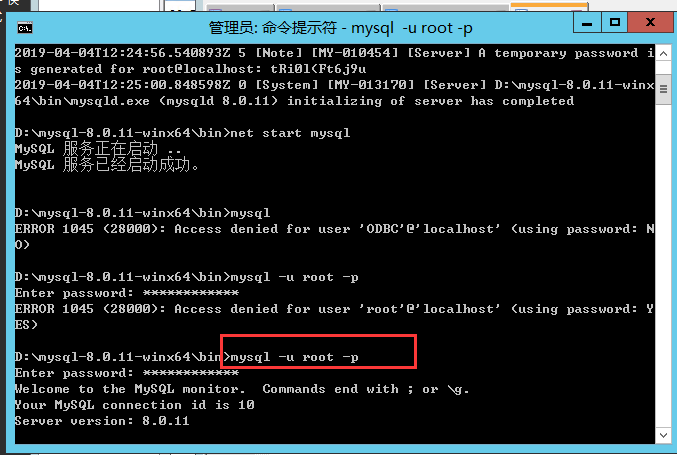 管理员: 命令提示符 - mysql  -u root -p
2019-04-04T12:24:56.540893Z 5 [Note] [MY-010454] [Server] A temporary password i
s generated for root@localhost: tRi0l(Ft6j9u
2019-04-04T12:25:00.848598Z 0 [System] [MY-013170] [Server] D:\mysql-8.0.11-winx
64\bin\mysqld.exe (mysqld 8.0.11) initializing of server has completed
D:\mysql-8.0.11-winx64\bin>net start mysql
MySQL 服务正在启动 ..
MySQL 服务已经启动成功。
D:\mysql-8.0.11-winx64\bin>mysql
ERROR 1045 (28000): Access denied for user 'ODBC'@'localhost' (using password: N
O)
D:\mysql-8.0.11-winx64\bin>mysql -u root -p
Enter password: ************
ERROR 1045 (28000): Access denied for user 'root'@'localhost' (using password: Y
ES)
D:\mysql-8.0.11-winx64\bin>mysql -u root -p
Enter password: ************
Welcome to the MySQL monitor.  Commands end with ; or \g.
Your MySQL connection id is 10
Server version: 8.0.11